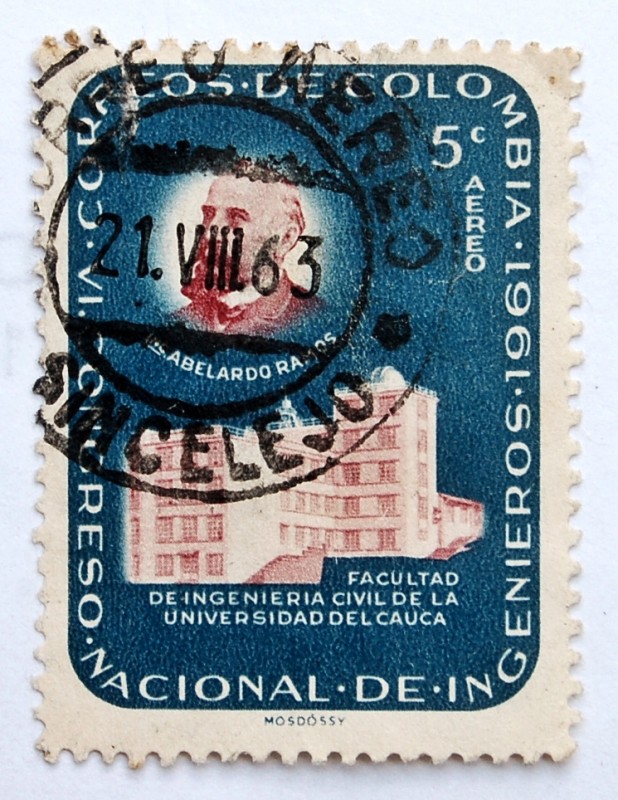 CORREOS·DE·COLOMBIA·1961·
VI·CONGRESO·NACIONAL·DE·INGENIEROS·
5c
AEREO
CORREO AEREO
21.VIII.63
SINCELEJO
ABELARDO RAMOS
FACULTAD
DE INGENIERIA CIVIL DE LA
UNIVERSIDAD DEL CAUCA
MOSDÓSSY